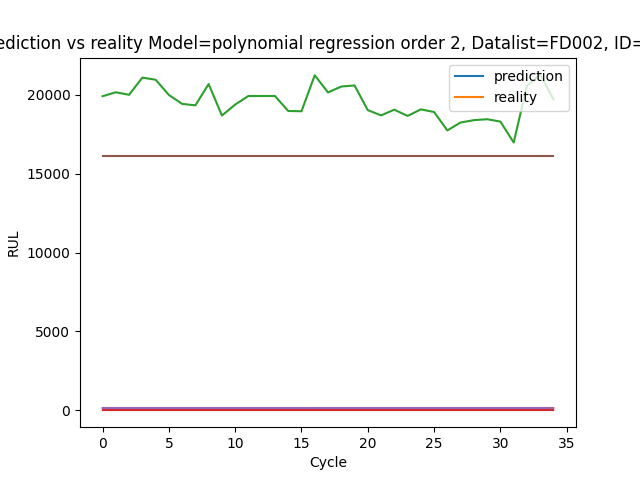 ediction vs reality Model=polynomial regression order 2, Datalist=FD002, ID=
prediction
reality
20000
15000
10000
5000
0
RUL
0 5 10 15 20 25 30 35
Cycle